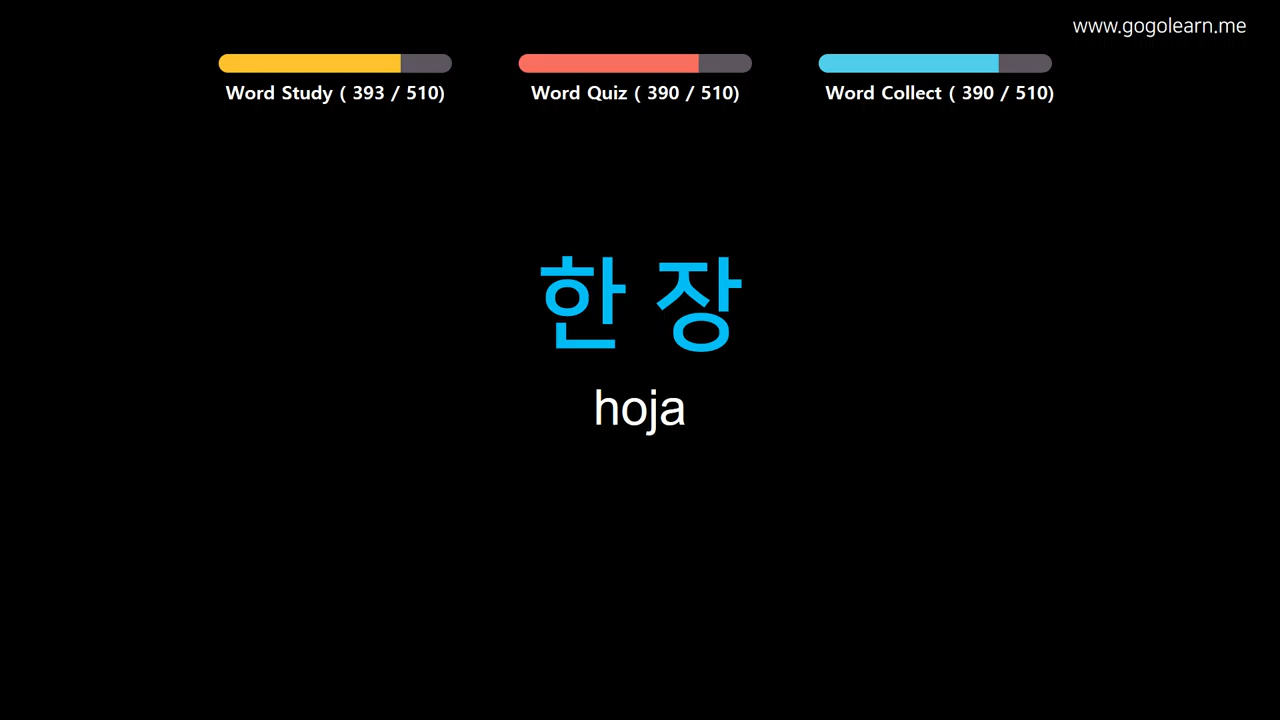 www.gogolearn.me
Word Study ( 393 / 510)
Word Quiz ( 390 / 510)
Word Collect ( 390 / 510)
한 장
hoja